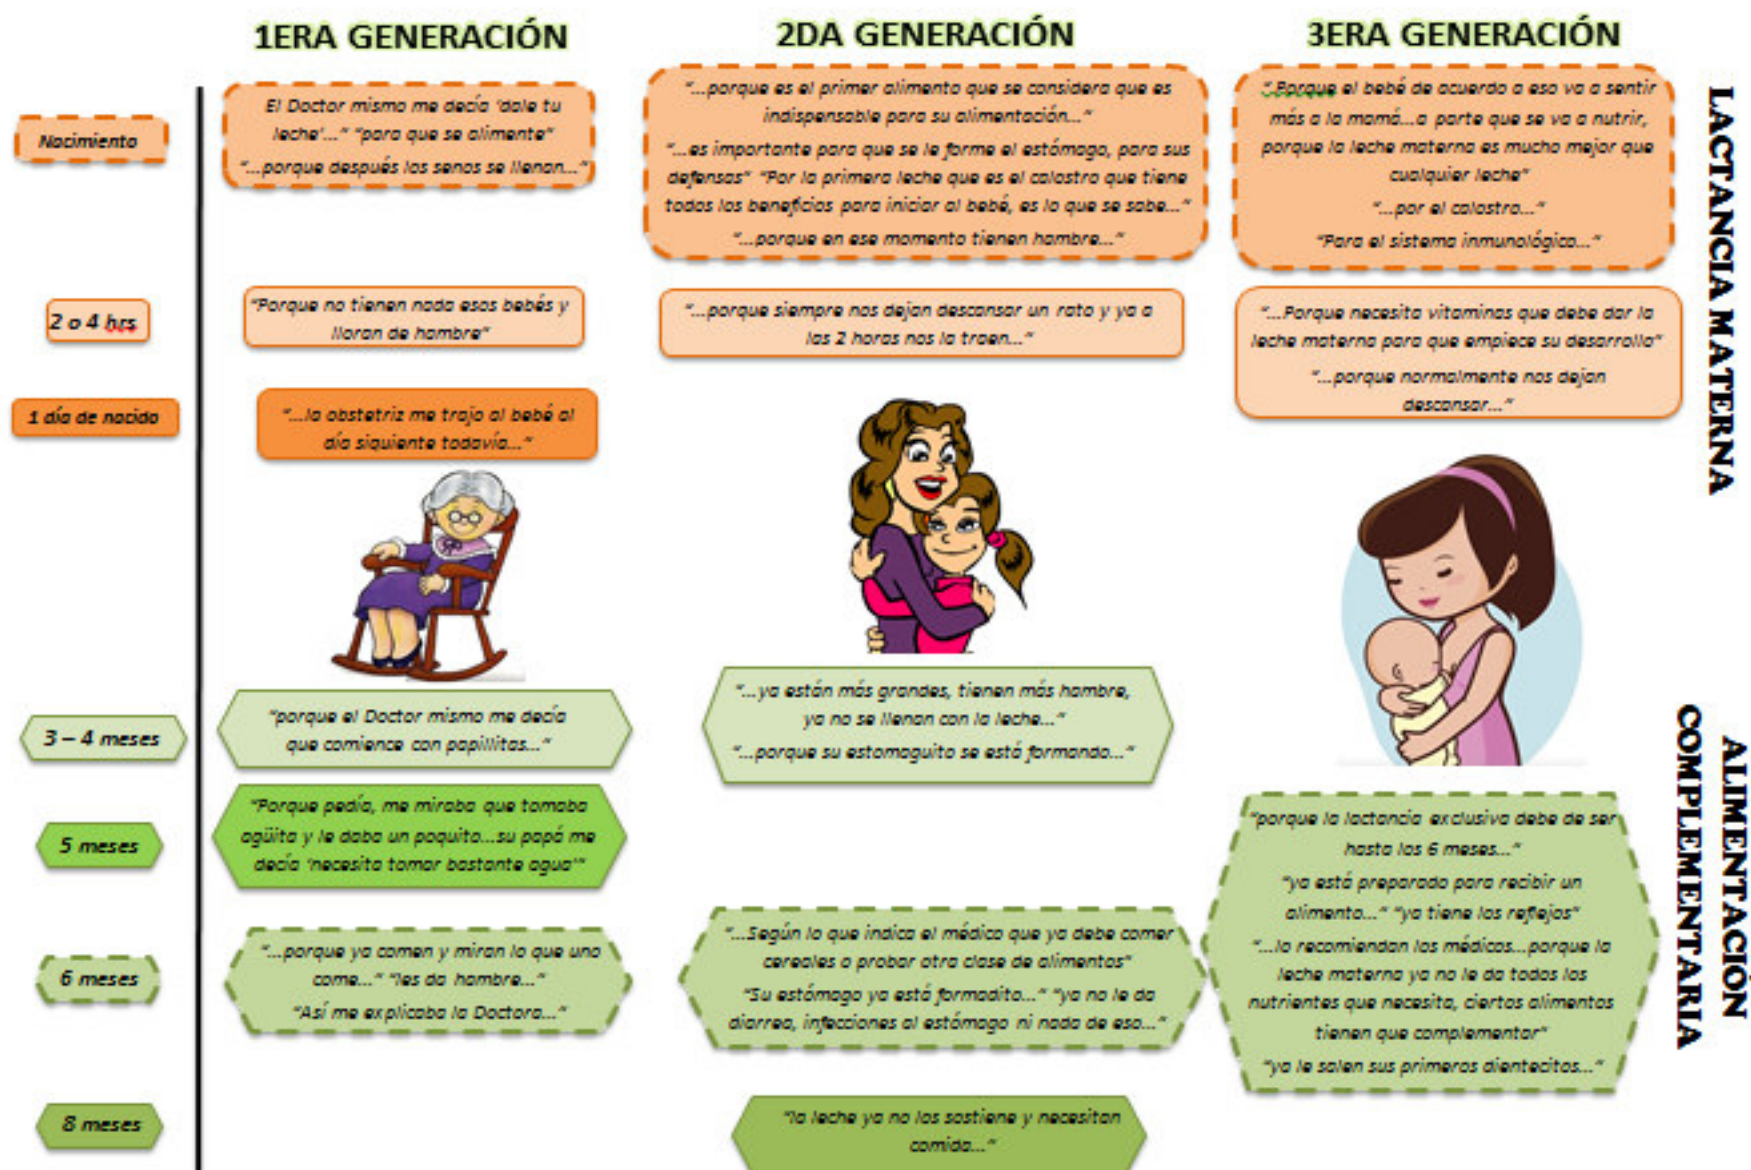 1ERA GENERACIÓN
2DA GENERACIÓN
3ERA GENERACIÓN
Nacimiento
El Doctor mismo me decía 'dale tu
leche'..." "para que se alimente"
"...porque después los senos se llenan..."
"...porque es el primer alimento que se considera que es
indispensable para su alimentación..."
"...es importante para que se le forme el estómago, para sus
defensas" "Por la primera leche que es el calostro que tiene
todos los beneficios para iniciar al bebé, es lo que se sabe..."
"...porque en ese momento tienen hambre..."
"Porque el bebé de acuerdo a eso va a sentir
más a la mamá...a parte que se va a nutrir,
porque la leche materna es mucho mejor que
cualquier leche"
"...por el calostro..."
"Para el sistema inmunológico..."
LACTANCIA MATERNA
2 o 4 hrs
"Porque no tienen nada esos bebés y
lloran de hambre"
"...porque siempre nos dejan descansar un rato y ya a
las 2 horas nos la traen..."
"...Porque necesita vitaminas que debe dar la
leche materna para que empiece su desarrollo"
"...porque normalmente nos dejan
descansar..."
1 día de nacido
"...la obstetriz me trajo al bebé al
día siguiente todavía..."
3 – 4 meses
"porque el Doctor mismo me decía
que comience con papillitas..."
"...ya están más grandes, tienen más hambre,
ya no se llenan con la leche..."
"...porque su estomaguito se está formando..."
ALIMENTACIÓN
COMPLEMENTARIA
5 meses
"Porque pedía, me miraba que tomaba
agüita y le daba un poquito...su papá me
decía 'necesita tomar bastante agua'"
6 meses
"...porque ya comen y miran lo que uno
come..." "les da hambre..."
"Así me explicaba la Doctora..."
"...Según lo que indica el médico que ya debe comer
cereales o probar otra clase de alimentos"
"Su estómago ya está formadito..." "ya no le da
diarrea, infecciones al estómago ni nada de eso..."
"porque la lactancia exclusiva debe de ser
hasta los 6 meses..."
"ya está preparado para recibir un
alimento..." "ya tiene los reflejos"
"...lo recomiendan los médicos...porque la
leche materna ya no le da todos los
nutrientes que necesita, ciertos alimentos
tienen que complementar"
"ya le salen sus primeros dientecitos..."
8 meses
"la leche ya no los sostiene y necesitan
comida..."